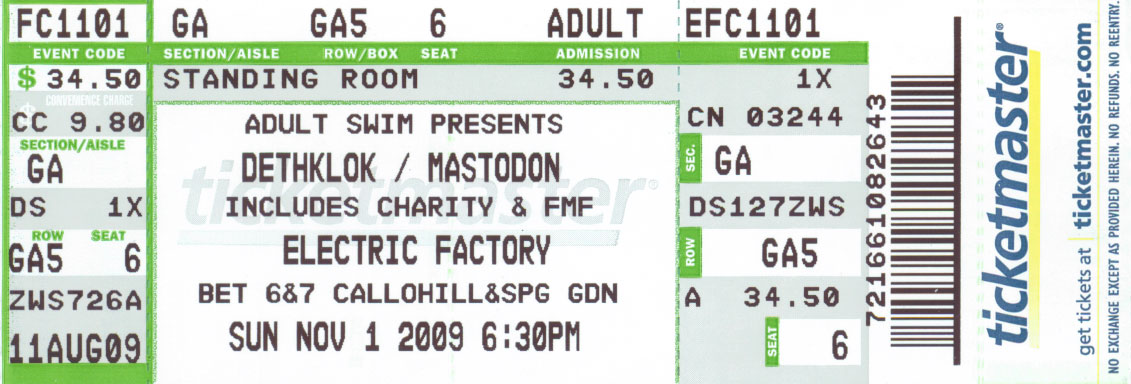 FC1101 GA GA5 6 ADULT EFC1101
EVENT CODE SECTION/AISLE ROW/BOX SEAT ADMISSION EVENT CODE
$ 34.50 STANDING ROOM 34.50 1X
CONVENIENCE CHARGE
CC 9.80
SECTION/AISLE
GA
DS 1X
ROW SEAT
GA5 6
ZWS726A
11AUG09
ticketmaster®
ADULT SWIM PRESENTS
DETHKLOK / MASTODON
INCLUDES CHARITY & FMF
ELECTRIC FACTORY
BET 6&7 CALLOHILL&SPG GDN
SUN NOV 1 2009 6:30PM
CN 03244
SEC. GA
DS127ZWS
ROW GA5
A 34.50
SEAT 6
721661082643
ticketmaster®
get tickets at ticketmaster.com
NO EXCHANGE EXCEPT AS PROVIDED HEREIN. NO REFUNDS. NO REENTRY.